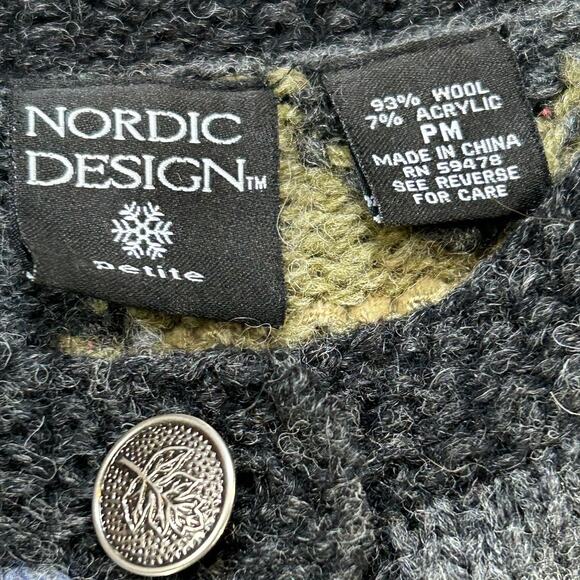 NORDIC
DESIGN™
petite
93% WOOL
7% ACRYLIC
PM
MADE IN CHINA
RN 59478
SEE REVERSE
FOR CARE